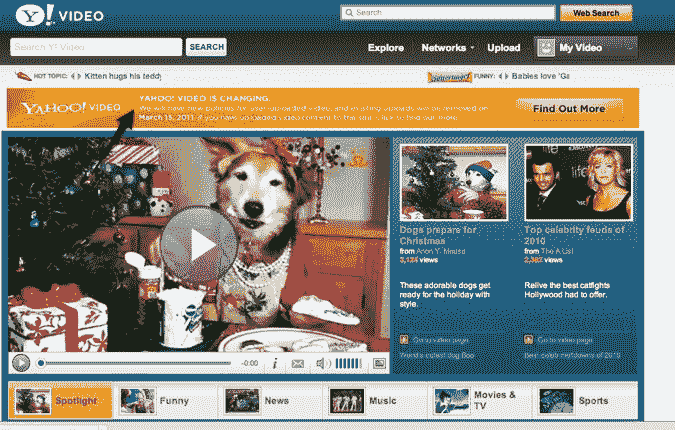 Y! VIDEO
Search
Web Search
Search Y! Video
SEARCH
Explore
Networks
Upload
My Video
HOT TOPIC:
Kitten hugs his teddy
FUNNY:
Babies love 'Ga
YAHOO! VIDEO
YAHOO! VIDEO IS CHANGING
We will have new policies for user-uploaded video, and existing uploads will be removed on
March 15, 2011. If you have uploaded video content to this site, click to find out more.
Find Out More
Dogs prepare for
Christmas
from Anon Y. Mouse
views
These adorable dogs get
ready for the holiday with
style.
Go to video page
World's oldest dog Boo
Top celebrity feuds of
2010
from The A List
views
Relive the best catfights
Hollywood had to offer.
Go to video page
Best celeb meltdowns of 2010
-0:00
Spotlight
Funny
News
Music
Movies &
TV
Sports